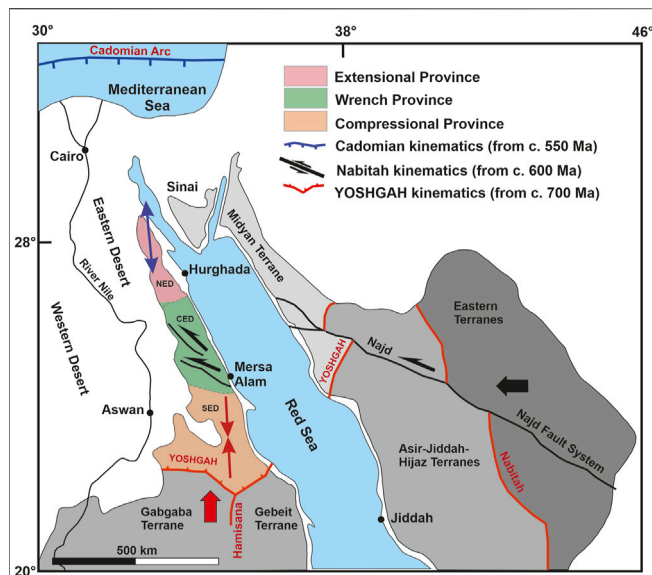 30°
38°
46°
Cadomian Arc
Mediterranean
Sea
Extensional Province
Wrench Province
Compressional Province
Cadomian kinematics (from c. 550 Ma)
Nabitah kinematics (from c. 600 Ma)
YOSHGAH kinematics (from c. 700 Ma)
Cairo
Sinai
Midyan Terrane
28°
Eastern Desert
River Nile
Western Desert
Hurghada
NED
CED
Eastern
Terranes
YOSHGAH
Najd
Mersa
Alam
Aswan
SED
Red Sea
Najd Fault System
YOSHGAH
Asir-Jiddah-
Hijaz Terranes
Nabitah
Gabgaba
Terrane
Hamisana
Gebeit
Terrane
Jiddah
20°
500 km